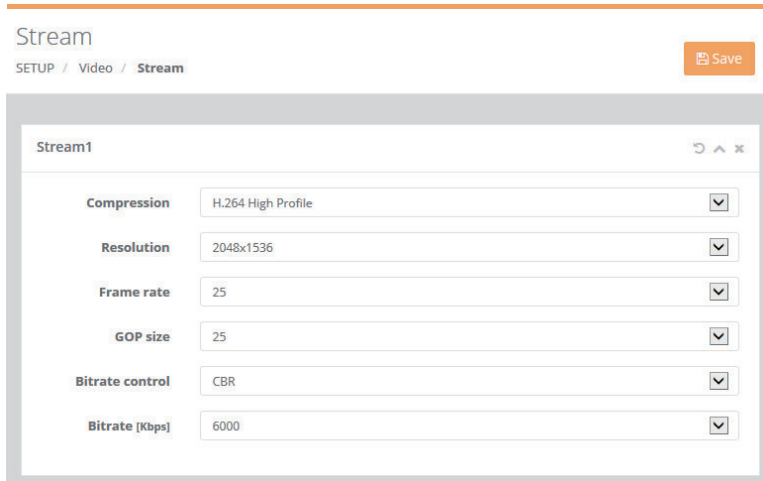 Stream
SETUP / Video / Stream
Save
Stream1
Compression H.264 High Profile
Resolution 2048x1536
Frame rate 25
GOP size 25
Bitrate control CBR
Bitrate [Kbps] 6000